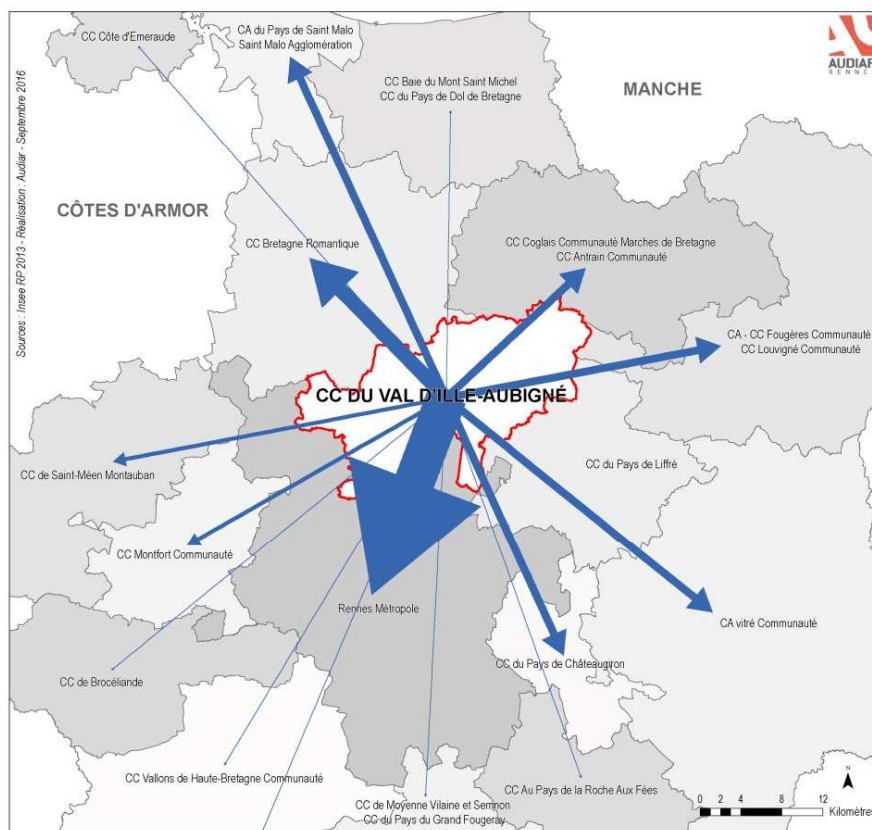 CC Côte d'Emeraude
CA du Pays de Saint Malo
Saint Malo Agglomération
AUDIAR
RENNES
CC Baie du Mont Saint Michel
CC du Pays de Dol de Bretagne
MANCHE
Sources : Insee RP 2013 - Réalisation : Audiar - Septembre 2016
CÔTES D'ARMOR
CC Bretagne Romantique
CC Coglais Communauté Marches de Bretagne
CC Antrain Communauté
CA - CC Fougères Communauté
CC Louvigné Communauté
CC DU VAL D'ILLE-AUBIGNÉ
CC de Saint-Méen Montauban
CC du Pays de Liffré
CC Montfort Communauté
Rennes Métropole
CA vitré Communauté
CC du Pays de Châteaugiron
CC de Brocéliande
CC Vallons de Haute-Bretagne Communauté
CC Au Pays de la Roche Aux Fées
CC de Moyenne Vilaine et Semnon
CC du Pays du Grand Fougeray
N
0 2 4 8 12
Kilomètres